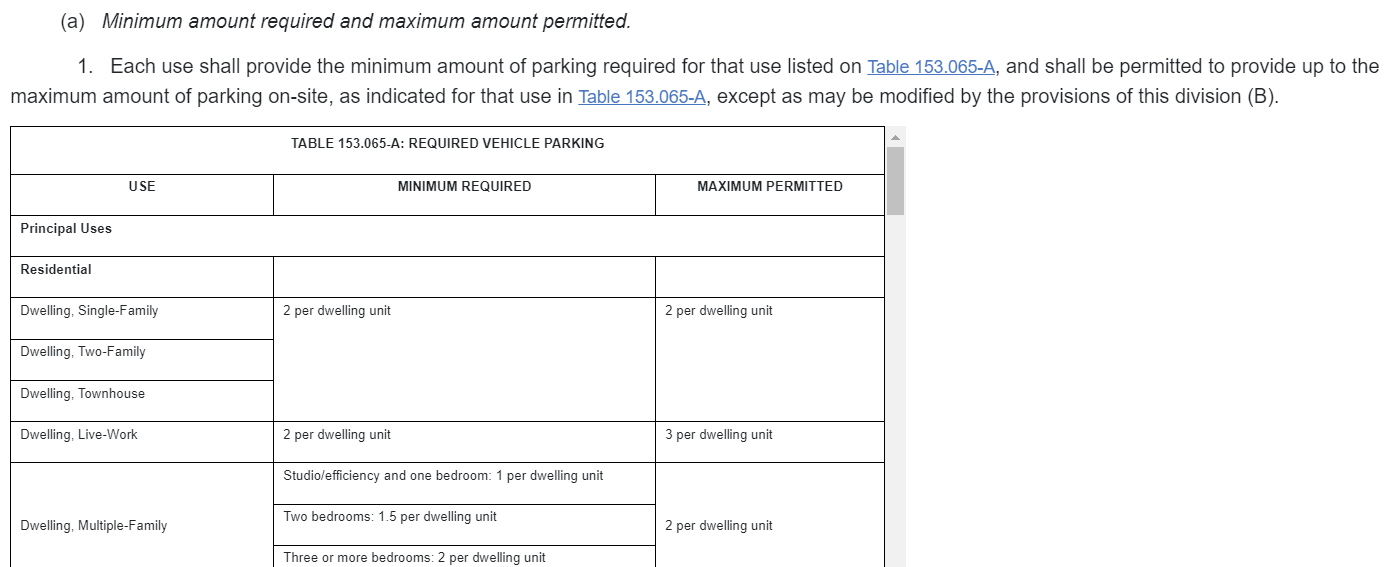 (a) Minimum amount required and maximum amount permitted.
1. Each use shall provide the minimum amount of parking required for that use listed on Table 153.065-A, and shall be permitted to provide up to the
maximum amount of parking on-site, as indicated for that use in Table 153.065-A, except as may be modified by the provisions of this division (B).
TABLE 153.065-A: REQUIRED VEHICLE PARKING
USE MINIMUM REQUIRED MAXIMUM PERMITTED
Principal Uses
Residential
Dwelling, Single-Family 2 per dwelling unit 2 per dwelling unit
Dwelling, Two-Family
Dwelling, Townhouse
Dwelling, Live-Work 2 per dwelling unit 3 per dwelling unit
Studio/efficiency and one bedroom: 1 per dwelling unit
Two bedrooms: 1.5 per dwelling unit
Dwelling, Multiple-Family 2 per dwelling unit
Three or more bedrooms: 2 per dwelling unit